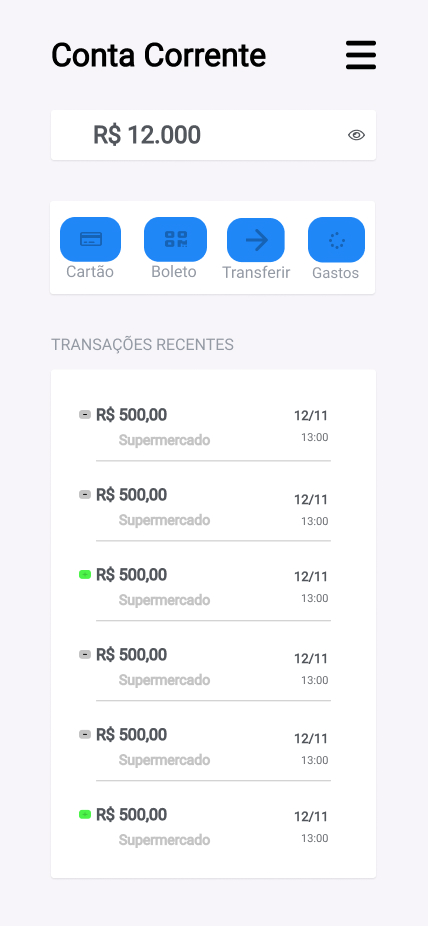 Conta Corrente
R$ 12.000
Cartão Boleto Transferir Gastos
TRANSAÇÕES RECENTES
R$ 500,00 12/11
Supermercado 13:00
R$ 500,00 12/11
Supermercado 13:00
R$ 500,00 12/11
Supermercado 13:00
R$ 500,00 12/11
Supermercado 13:00
R$ 500,00 12/11
Supermercado 13:00
R$ 500,00 12/11
Supermercado 13:00